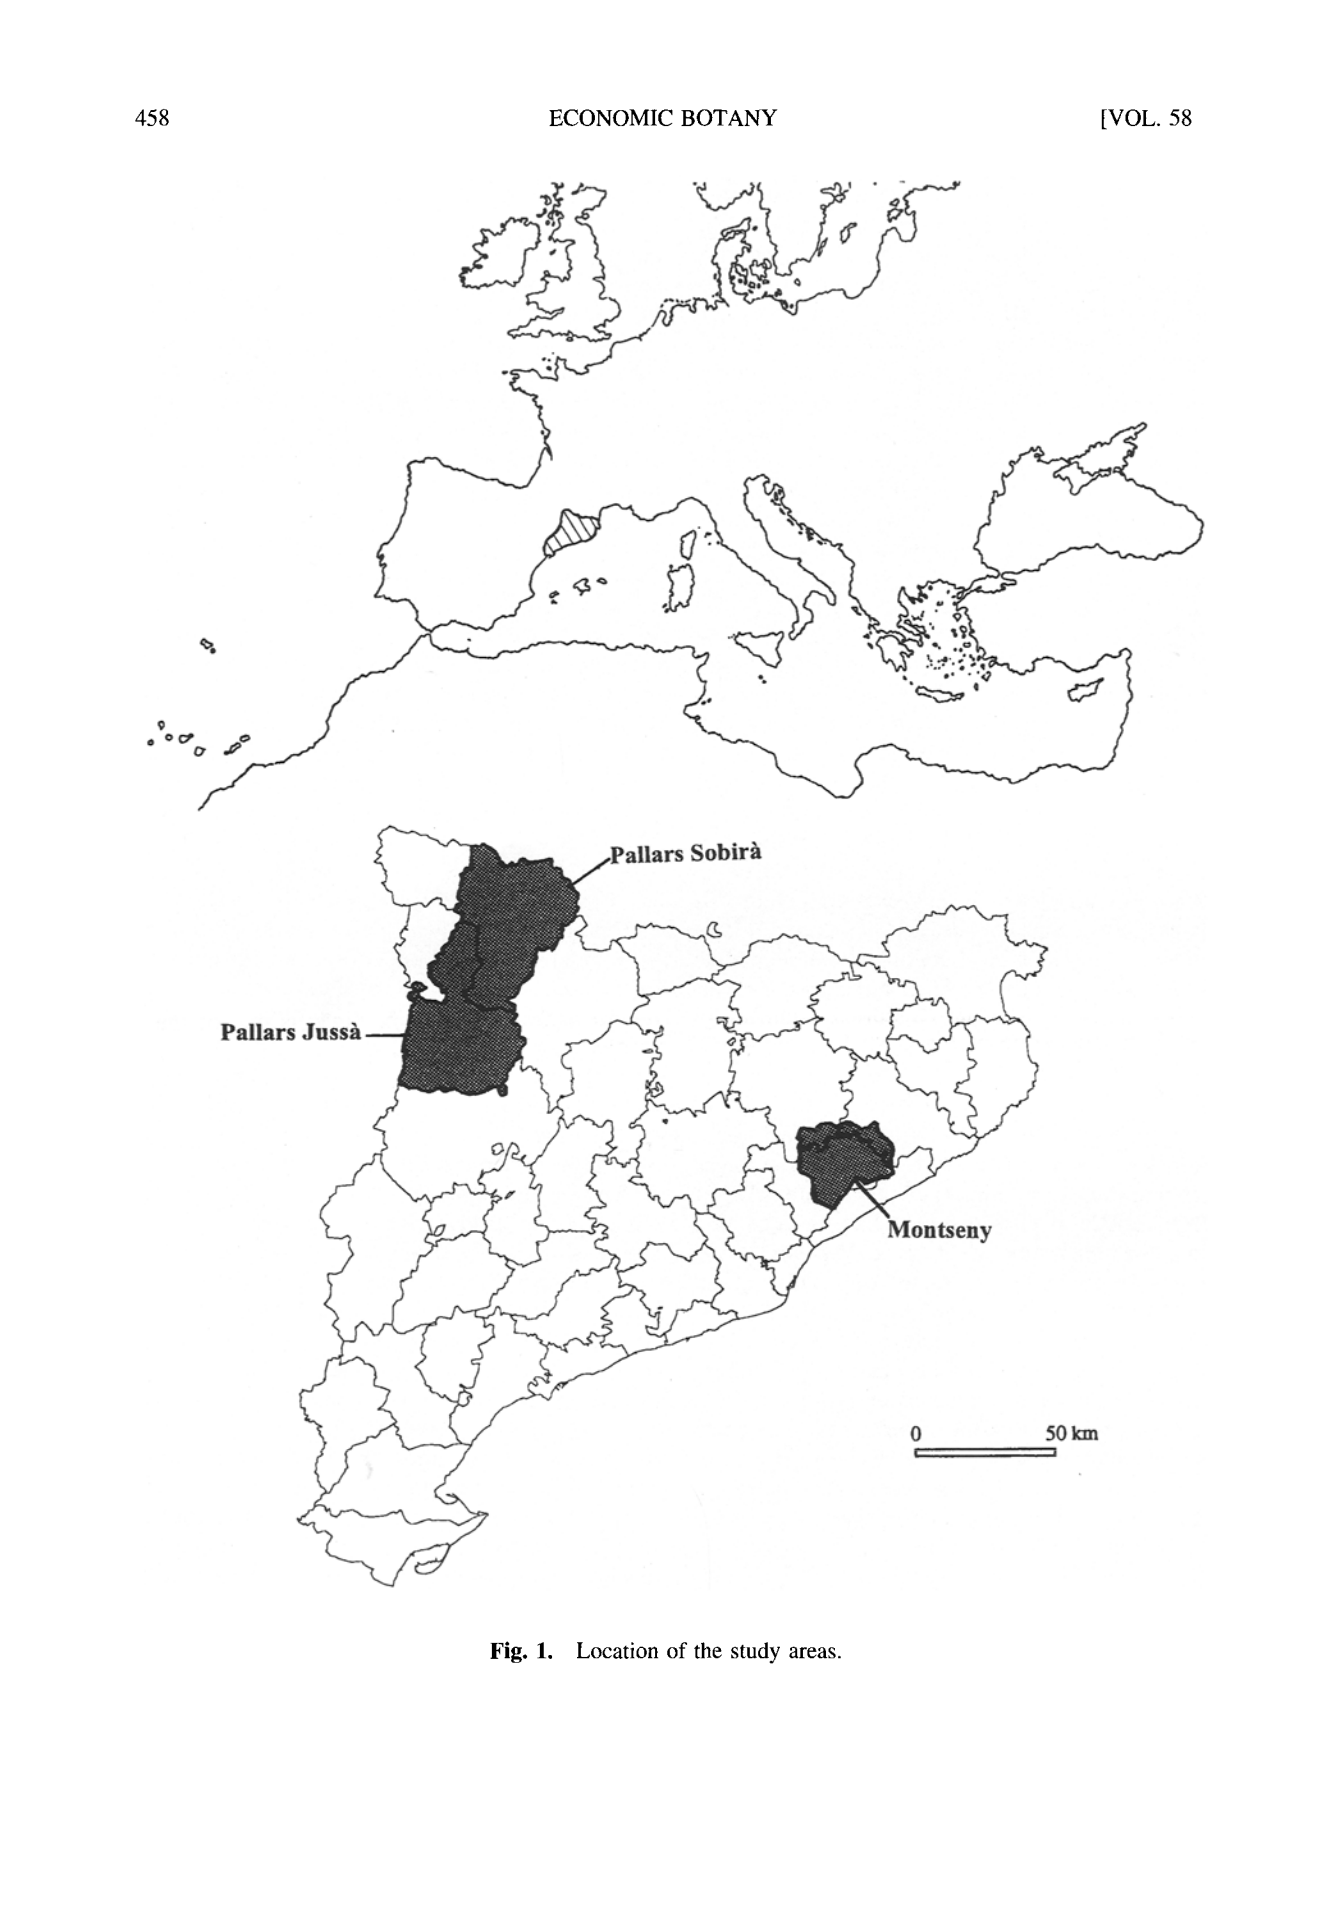 458
ECONOMIC BOTANY
[VOL. 58
Pallars Sobirà
Pallars Jussà
Montseny
0
50 km
Fig. 1. Location of the study areas.